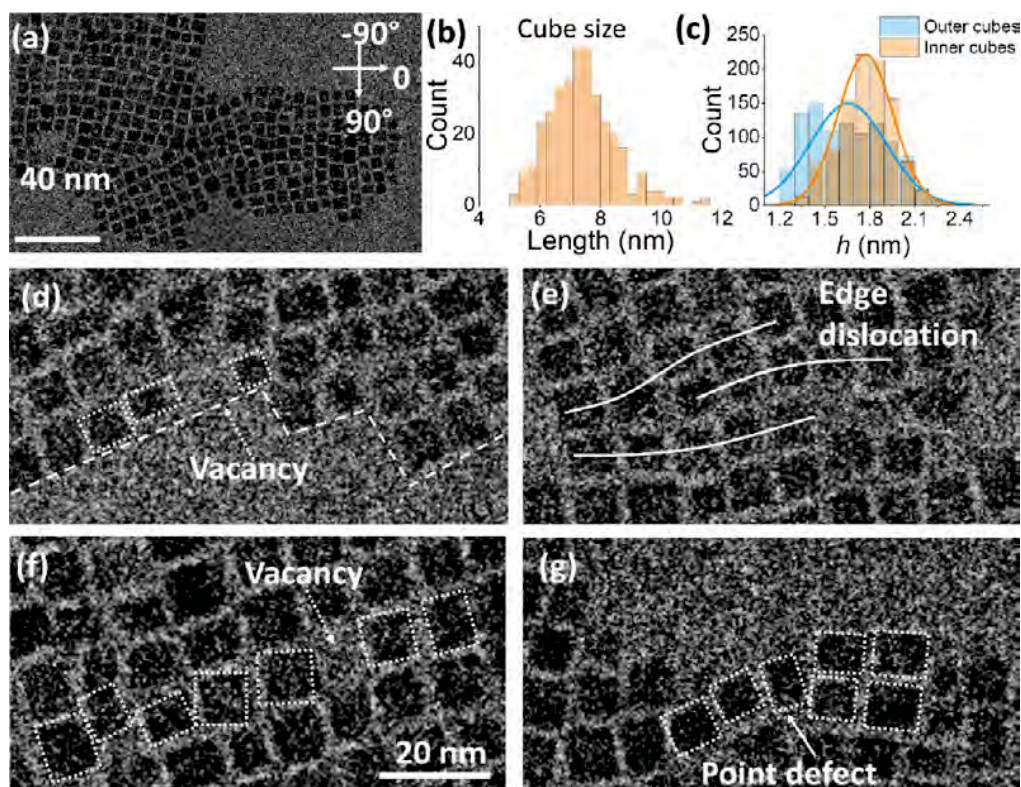 (a)
-90°
0
90°
40 nm
(b)
Cube size
Count
40
20
0
4
6
8
10
12
Length (nm)
(c)
Outer cubes
Inner cubes
Count
250
200
150
100
50
0
1.2
1.5
1.8
2.1
2.4
h (nm)
(d)
Vacancy
(e)
Edge
dislocation
(f)
Vacancy
20 nm
(g)
Point defect